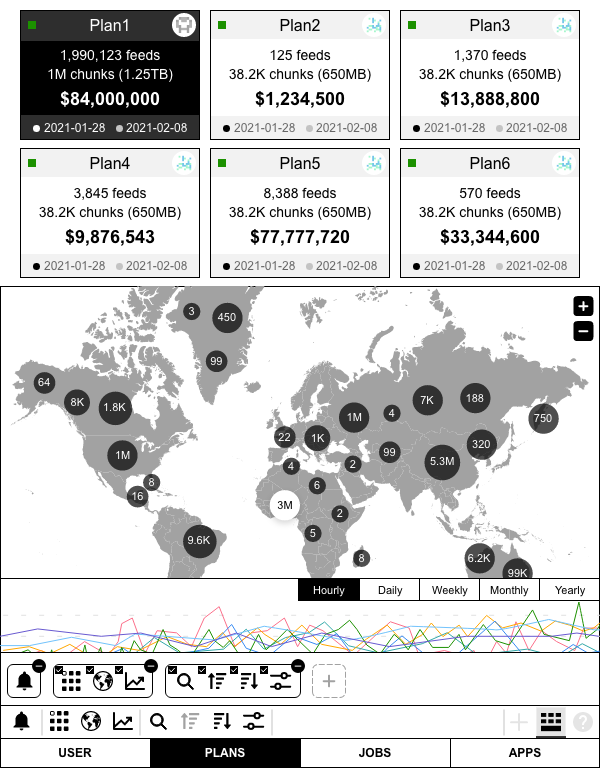 Plan1
1,990,123 feeds
1M chunks (1.25TB)
$84,000,000
2021-01-28 2021-02-08
Plan2
125 feeds
38.2K chunks (650MB)
$1,234,500
2021-01-28 2021-02-08
Plan3
1,370 feeds
38.2K chunks (650MB)
$13,888,800
2021-01-28 2021-02-08
Plan4
3,845 feeds
38.2K chunks (650MB)
$9,876,543
2021-01-28 2021-02-08
Plan5
8,388 feeds
38.2K chunks (650MB)
$77,777,720
2021-01-28 2021-02-08
Plan6
570 feeds
38.2K chunks (650MB)
$33,344,600
2021-01-28 2021-02-08
3
450
99
64
8K
1.8K
1M
4
7K
188
750
22
1K
1M
99
5.3M
320
8
16
4
2
6
3M
2
5
9.6K
8
6.2K
99K
Hourly Daily Weekly Monthly Yearly
USER PLANS JOBS APPS